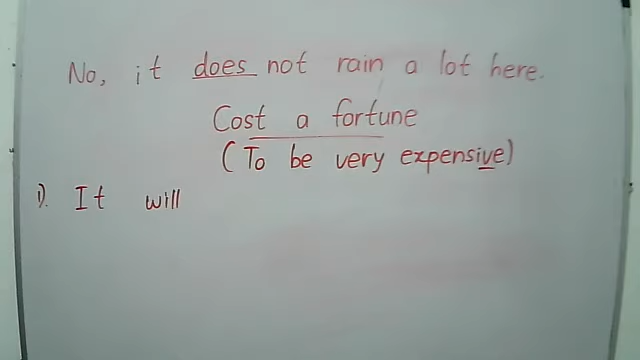 No, it does not rain a lot here.
Cost a fortune
(To be very expensive)
1). It will